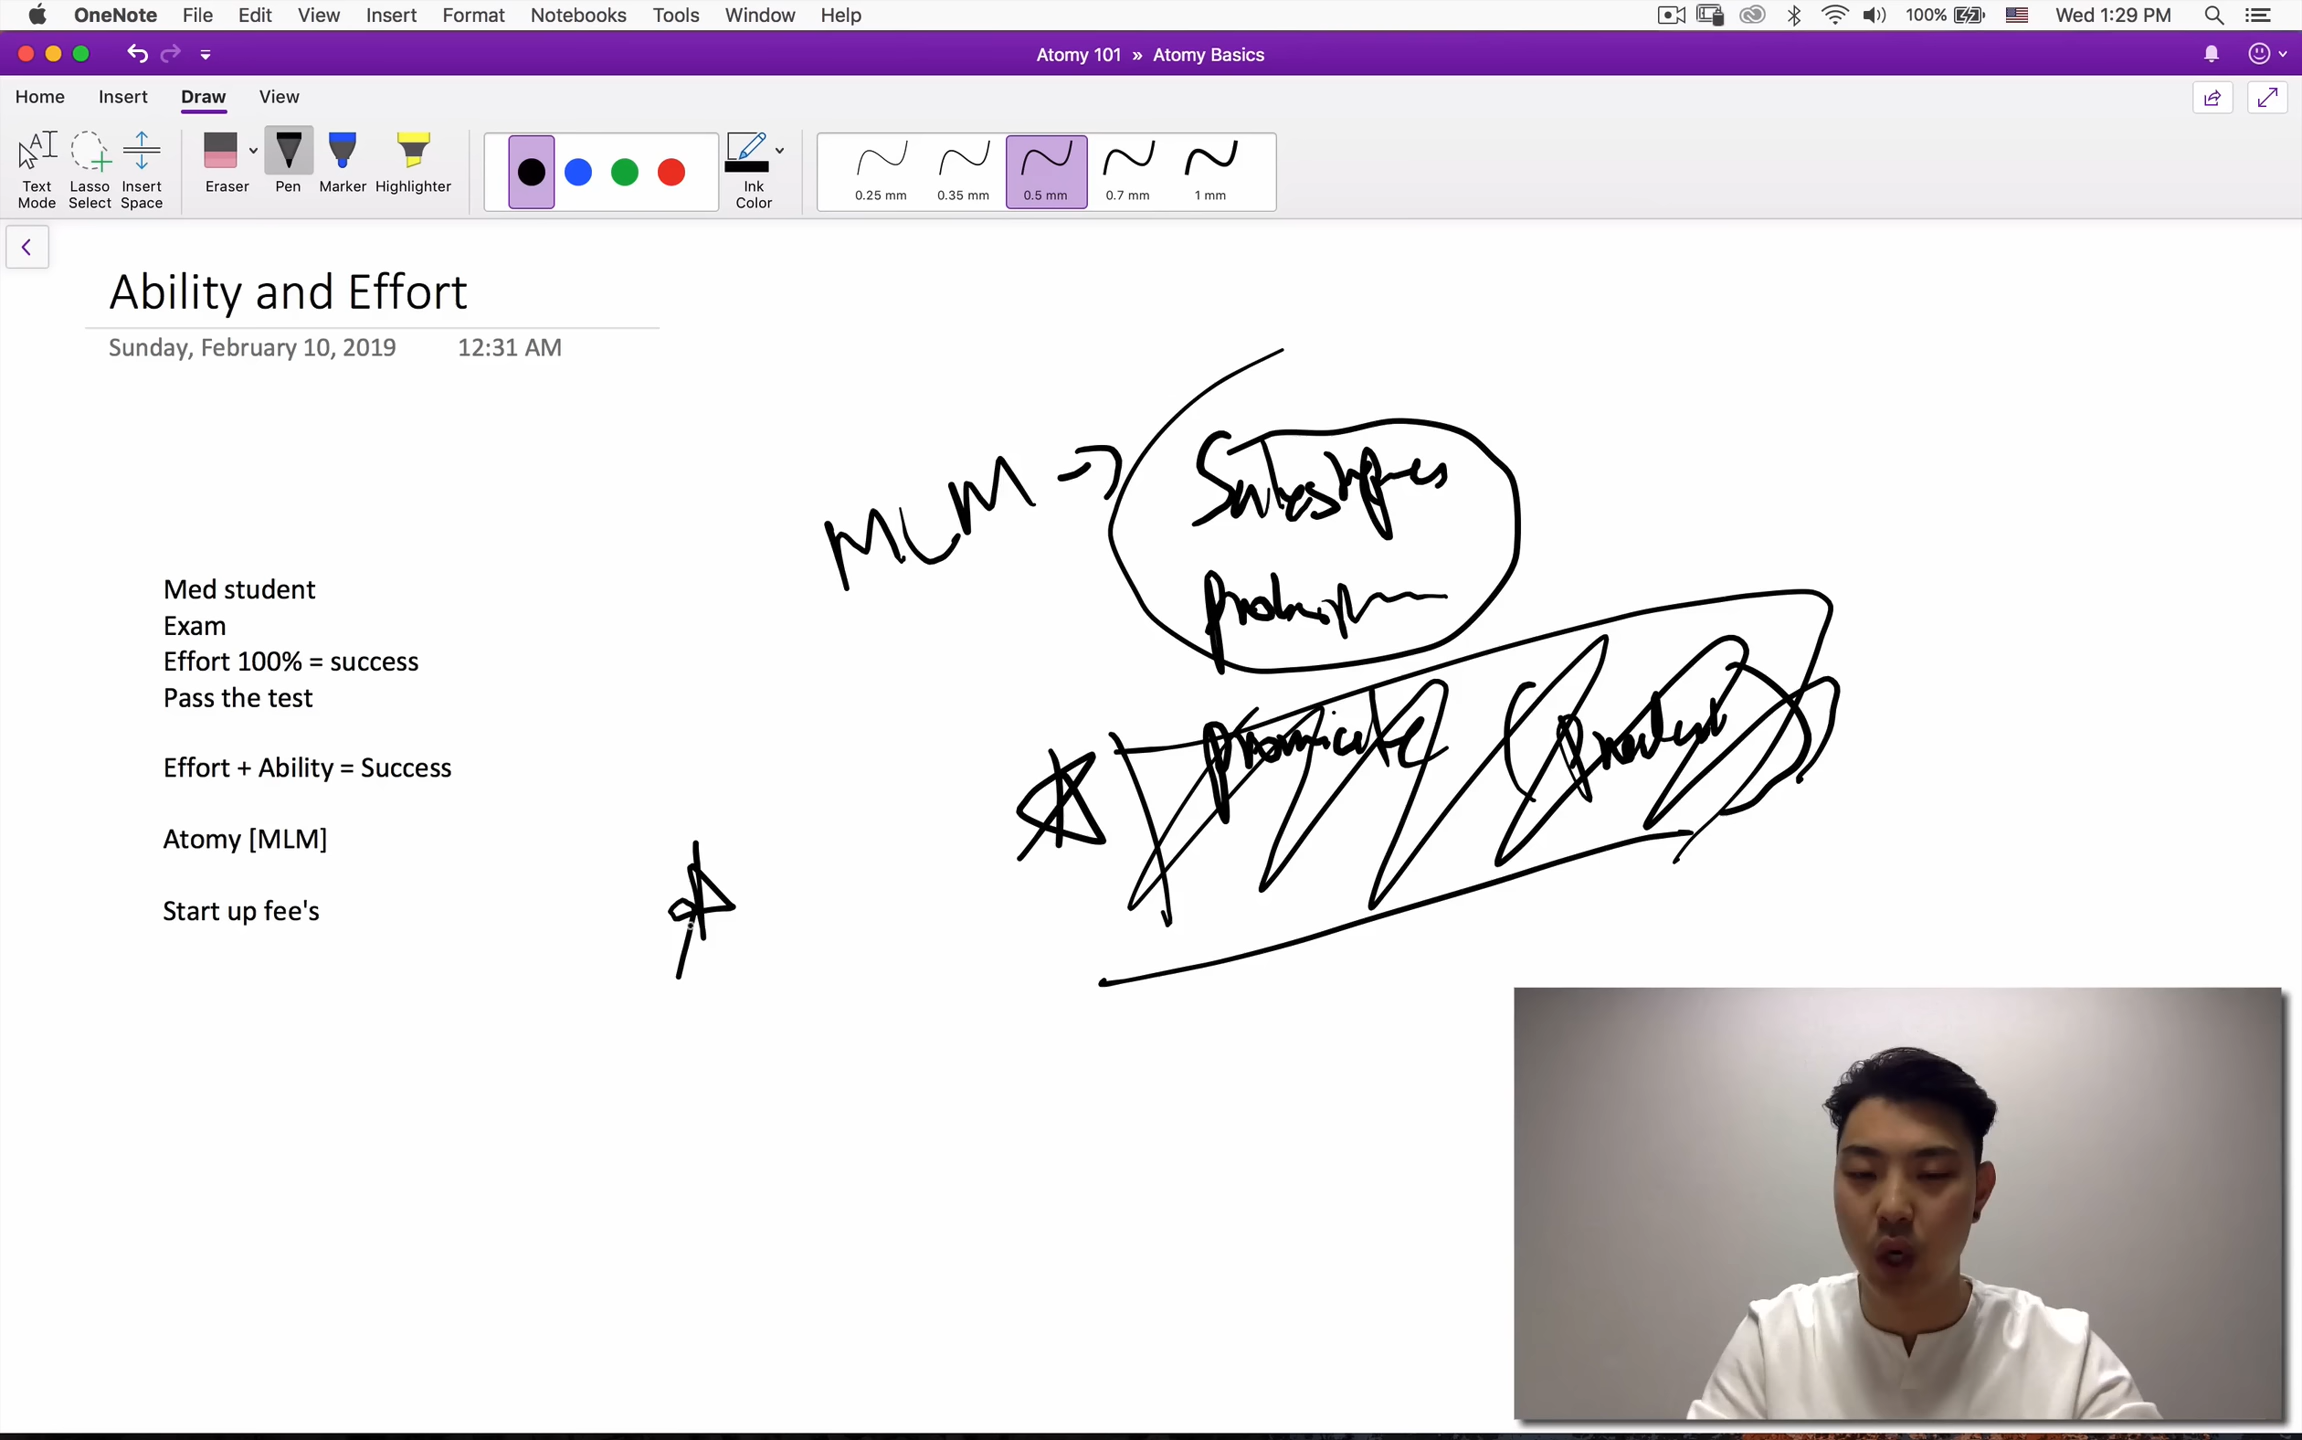 OneNote File Edit View Insert Format Notebooks Tools Window Help 100% Wed 1:29 PM
Atomy 101 » Atomy Basics
Home Insert Draw View
Text Mode Lasso Select Insert Space Eraser Pen Marker Highlighter Ink Color 0.25 mm 0.35 mm 0.5 mm 0.7 mm 1 mm
Ability and Effort
Sunday, February 10, 2019 12:31 AM
MLM
Med student
Exam
Effort 100% = success
Pass the test
Effort + Ability = Success
Atomy [MLM]
Start up fee's